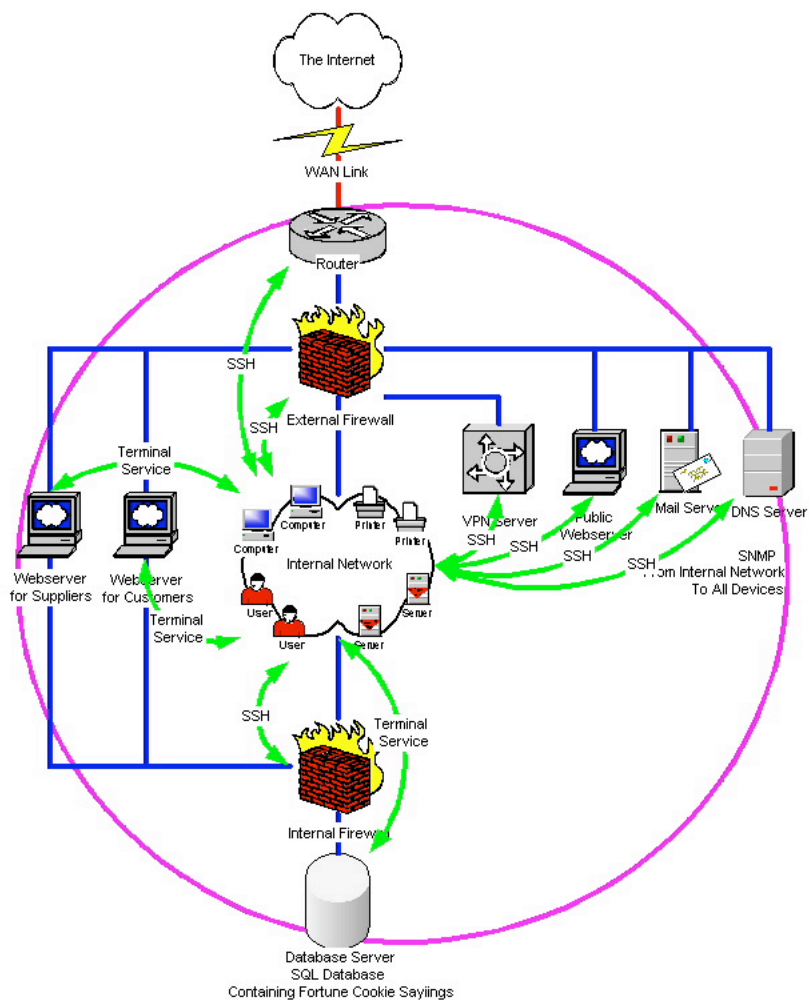 The Internet
WAN Link
Router
SSH
External Firewall
SSH
Terminal
Service
VPN Server
Public
Webserver
Mail Server
DNS Server
Webserver
for Suppliers
Webserver
for Customers
Computer
Computer
Printer
Printer
Internal Network
User
User
Server
Server
SSH
SSH
SSH
SSH
SNMP
From Internal Network
To All Devices
Terminal
Service
SSH
Terminal
Service
Internal Firewall
Database Server
SQL Database
Containing Fortune Cookie Sayiings